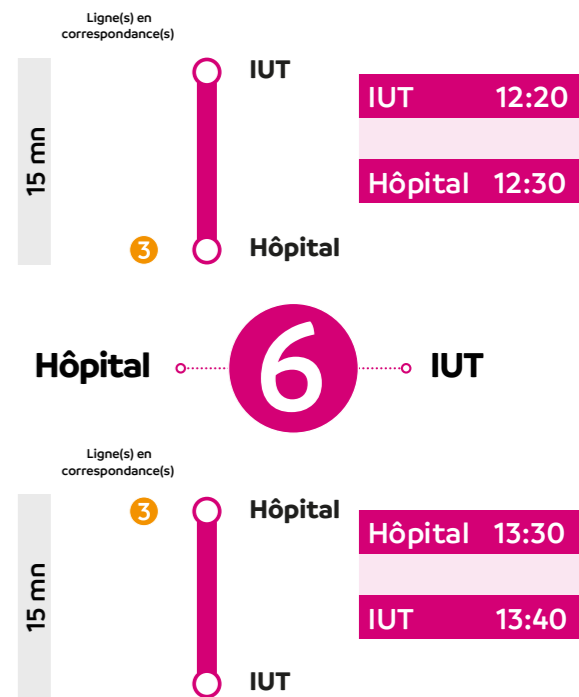 Ligne(s) en
correspondance(s)
IUT
IUT 12:20
15 mn
Hôpital 12:30
3 Hôpital
Hôpital 6 IUT
Ligne(s) en
correspondance(s)
3 Hôpital
Hôpital 13:30
15 mn
IUT 13:40
IUT